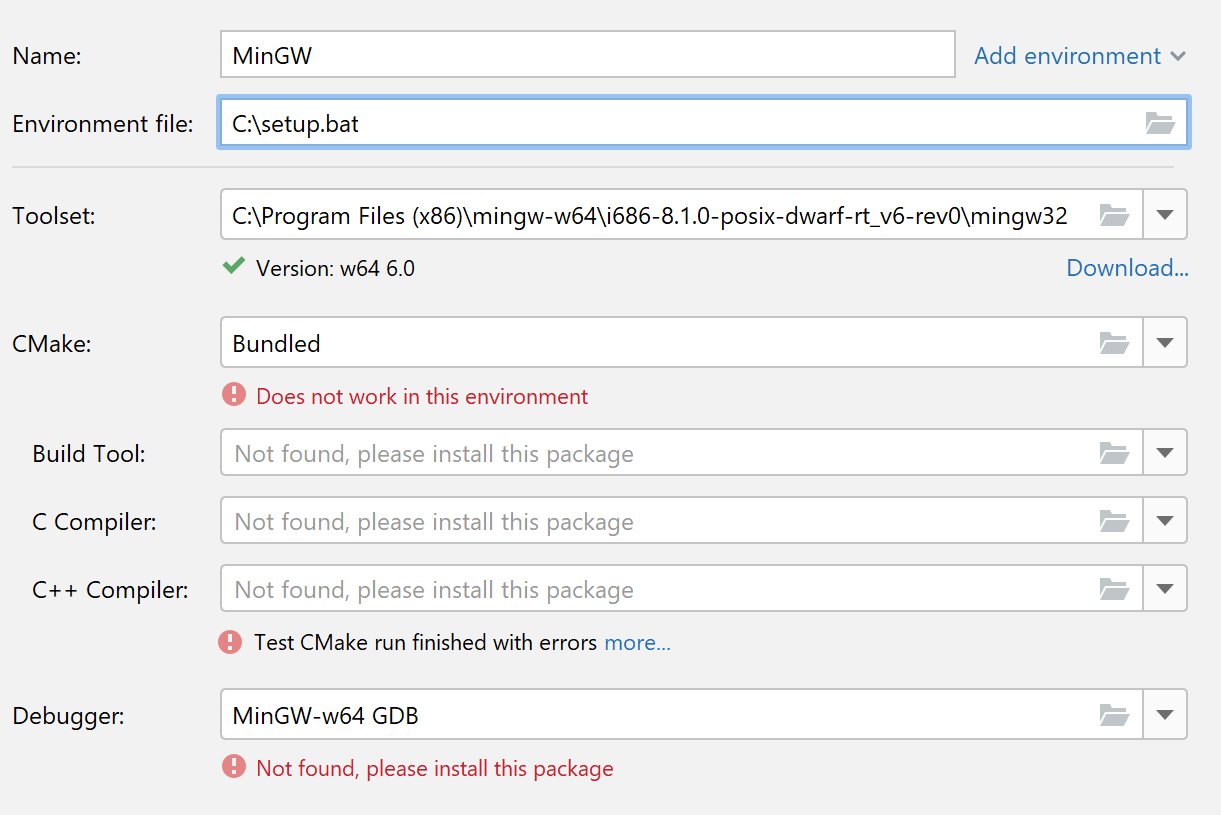 Name: MinGW Add environment
Environment file: C:\setup.bat
Toolset: C:\Program Files (x86)\mingw-w64\i686-8.1.0-posix-dwarf-rt_v6-rev0\mingw32
Version: w64 6.0 Download...
CMake: Bundled
Does not work in this environment
Build Tool: Not found, please install this package
C Compiler: Not found, please install this package
C++ Compiler: Not found, please install this package
Test CMake run finished with errors more...
Debugger: MinGW-w64 GDB
Not found, please install this package